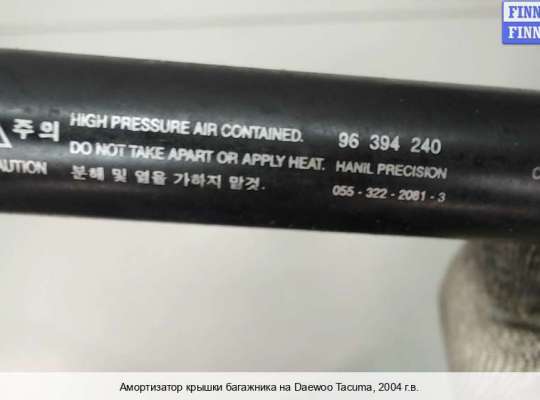 FINN
FINN
주의
HIGH PRESSURE AIR CONTAINED.
96 394 240
DO NOT TAKE APART OR APPLY HEAT.
HANIL PRECISION
분해 및 열을 가하지 말것.
055-322-2081-3
Амортизатор крышки багажника на Daewoo Tacuma, 2004 г.в.